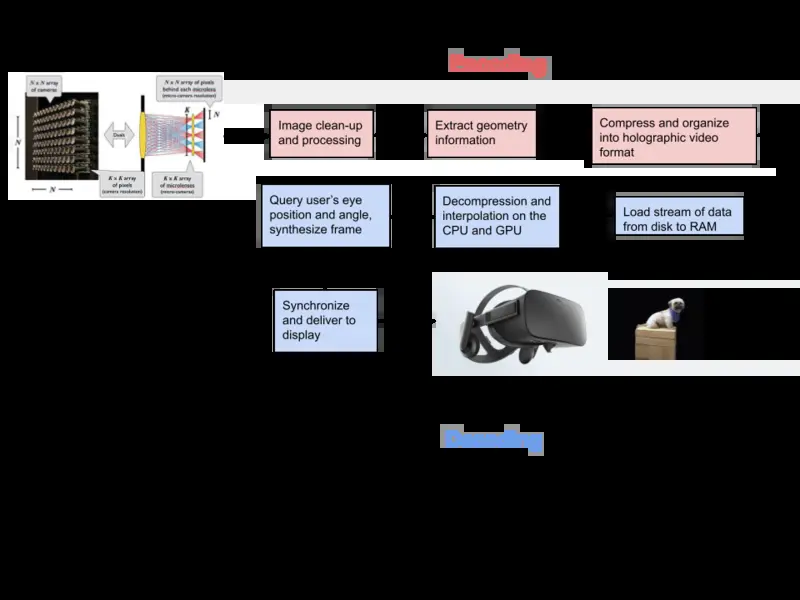 Encoding
N x N array
of cameras
N x N array of pixels
behind each microlens
(micro-camera resolution)
K
N
N
Duals
N
K x K array
of pixels
(camera resolution)
K x K array
of microlenses
(micro-cameras)
Image clean-up
and processing
Extract geometry
information
Compress and organize
into holographic video
format
Query user's eye
position and angle,
synthesize frame
Decompression and
interpolation on the
CPU and GPU
Load stream of data
from disk to RAM
Synchronize
and deliver to
display
Decoding